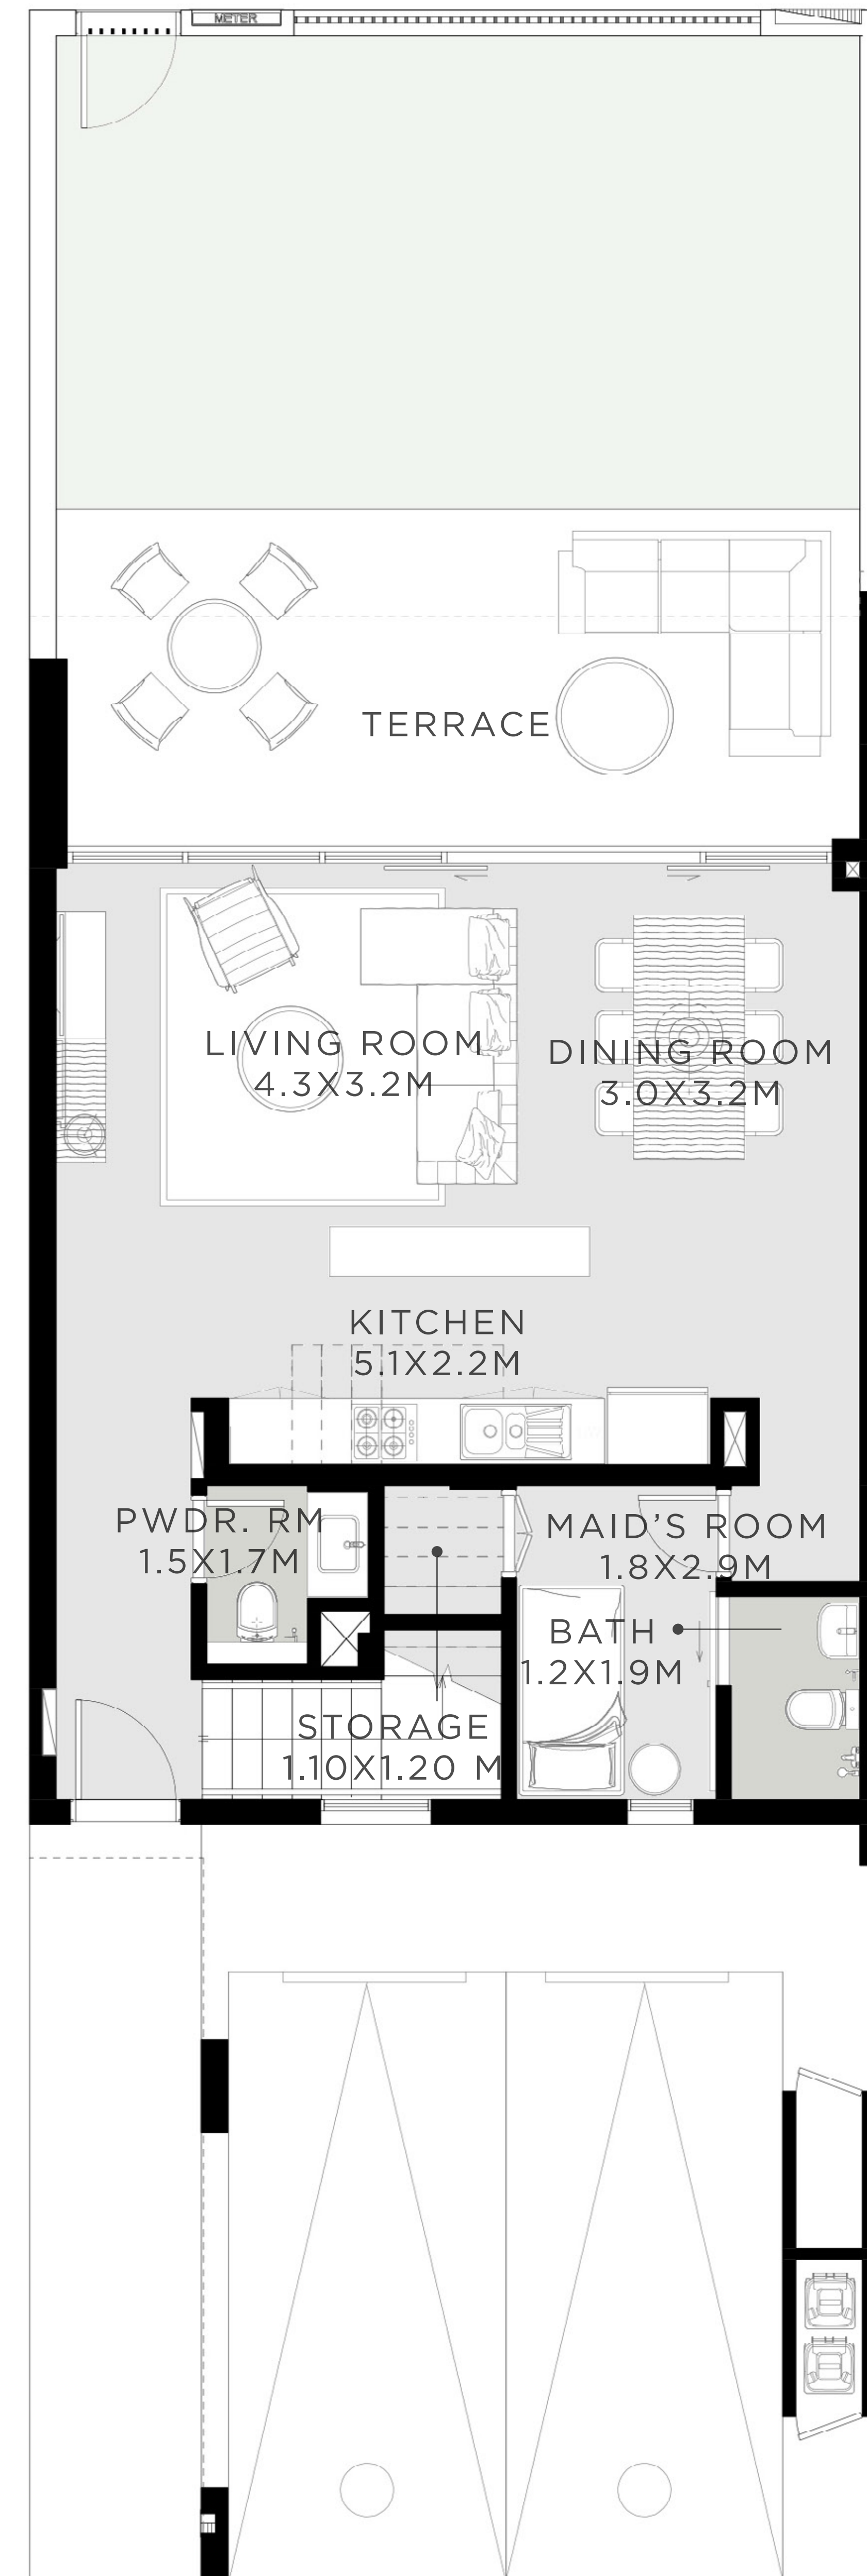 METER
TERRACE
LIVING ROOM
4.3X3.2M
DINING ROOM
3.0X3.2M
KITCHEN
5.1X2.2M
PWDR. RM
1.5X1.7M
MAID'S ROOM
1.8X2.9M
BATH
1.2X1.9M
STORAGE
1.10X1.20 M